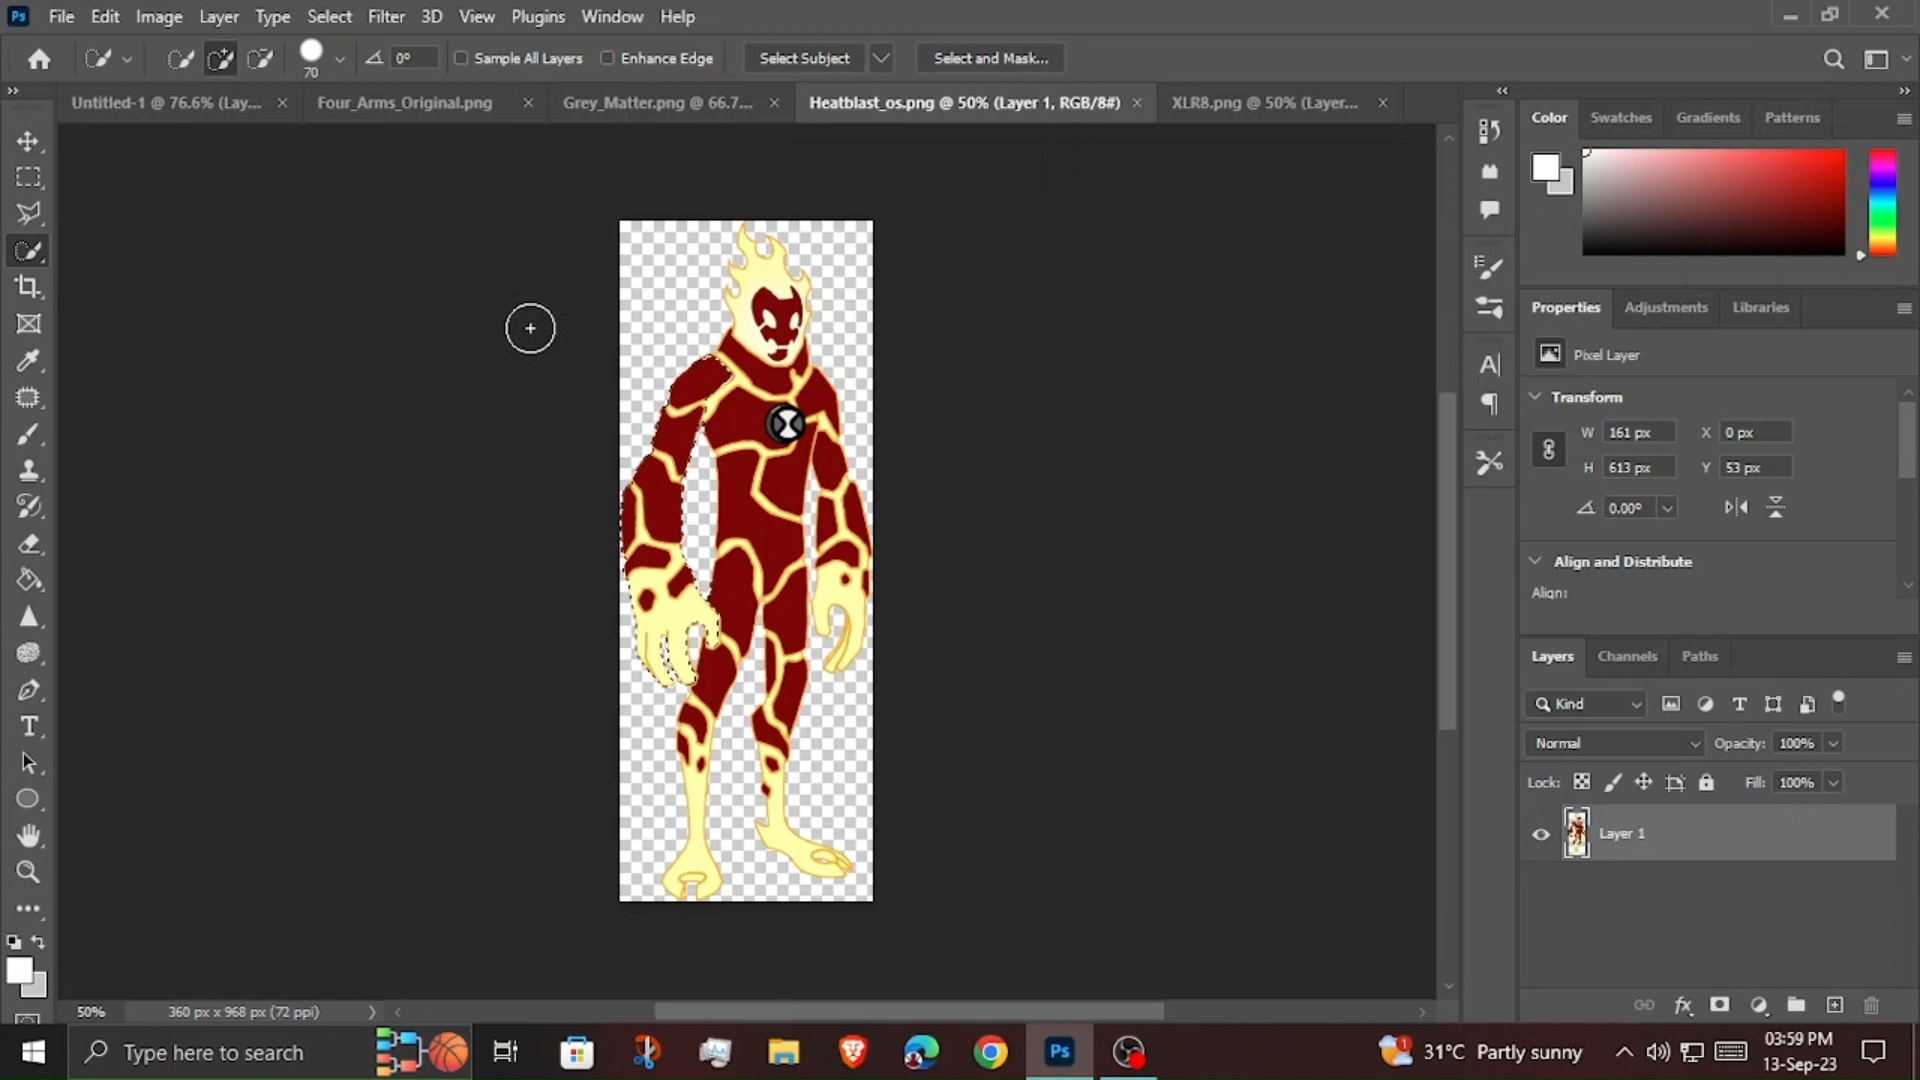 Ps File Edit Image Layer Type Select Filter 3D View Plugins Window Help
70 0° Sample All Layers Enhance Edge Select Subject Select and Mask...
Untitled-1 @ 76.6% (Lay... × Four_Arms_Original.png × Grey_Matter.png @ 66.7... × Heatblast_os.png @ 50% (Layer 1, RGB/8#) × XLR8.png @ 50% (Layer... ×
Color Swatches Gradients Patterns
Properties Adjustments Libraries
Pixel Layer
Transform
W 161 px X 0 px
H 613 px Y 53 px
0.00°
Align and Distribute
Align:
Layers Channels Paths
Kind
Normal Opacity: 100%
Lock: Fill: 100%
Layer 1
fx
50% 360 px x 968 px (72 ppi)
Type here to search
Ps
1
31°C Partly sunny
03:59 PM
13-Sep-23